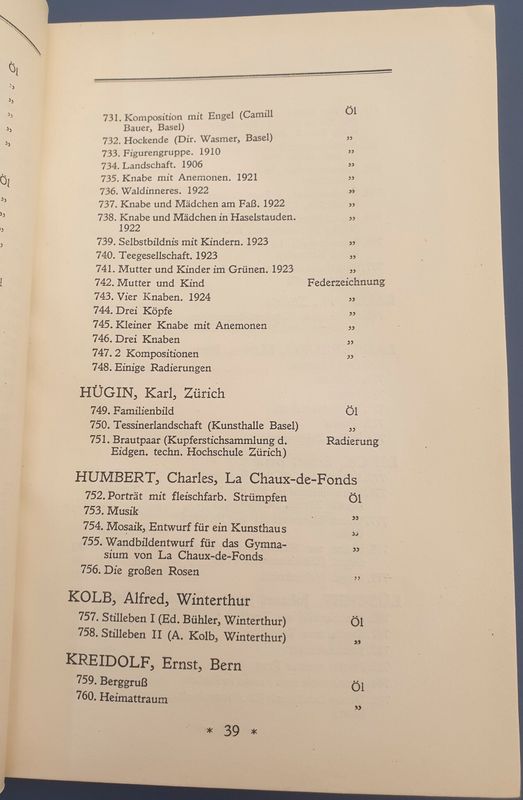 731. Komposition mit Engel (Camill Öl
Bauer, Basel)
732. Hockende (Dir. Wasmer, Basel) „
733. Figurengruppe. 1910 „
734. Landschaft. 1906 „
735. Knabe mit Anemonen. 1921 „
736. Waldinneres. 1922 „
737. Knabe und Mädchen am Faß. 1922 „
738. Knabe und Mädchen in Haselstauden. „
1922
739. Selbstbildnis mit Kindern. 1923 „
740. Teegesellschaft. 1923 „
741. Mutter und Kinder im Grünen. 1923 „
742. Mutter und Kind Federzeichnung
743. Vier Knaben. 1924 „
744. Drei Köpfe „
745. Kleiner Knabe mit Anemonen „
746. Drei Knaben „
747. 2 Kompositionen „
748. Einige Radierungen
HÜGIN, Karl, Zürich
749. Familienbild Öl
750. Tessinerlandschaft (Kunsthalle Basel) „
751. Brautpaar (Kupferstichsammlung d. Radierung
Eidgen. techn. Hochschule Zürich)
HUMBERT, Charles, La Chaux-de-Fonds
752. Porträt mit fleischfarb. Strümpfen Öl
753. Musik „
754. Mosaik, Entwurf für ein Kunsthaus „
755. Wandbildentwurf für das Gymna- „
sium von La Chaux-de-Fonds
756. Die großen Rosen „
KOLB, Alfred, Winterthur
757. Stilleben I (Ed. Bühler, Winterthur) Öl
758. Stilleben II (A. Kolb, Winterthur) „
KREIDOLF, Ernst, Bern
759. Berggruß Öl
760. Heimattraum „
* 39 *
Öl
„
„
„
„
„
Öl
„
„
„
„